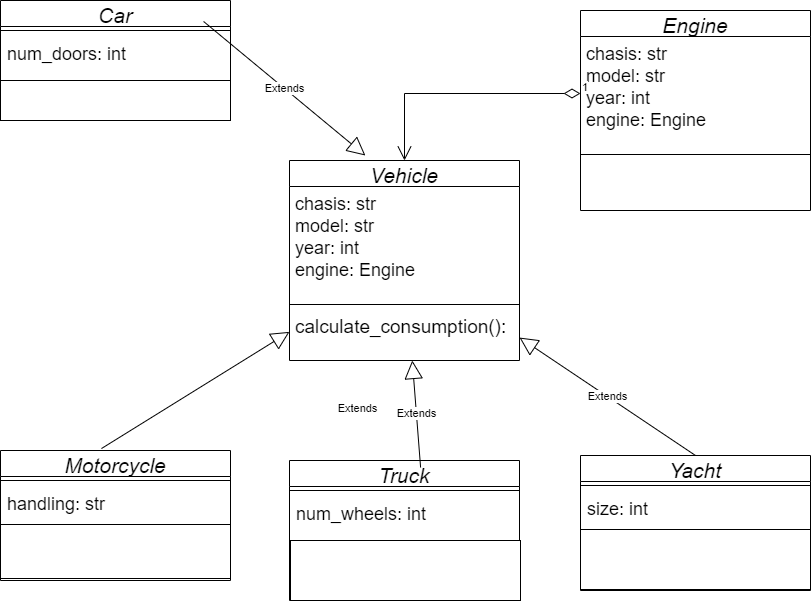 Car
num_doors: int
Extends
Engine
chasis: str
model: str
1
year: int
engine: Engine
Vehicle
chasis: str
model: str
year: int
engine: Engine
calculate_consumption():
Extends
Extends
Extends
Motorcycle
handling: str
Truck
num_wheels: int
Yacht
size: int